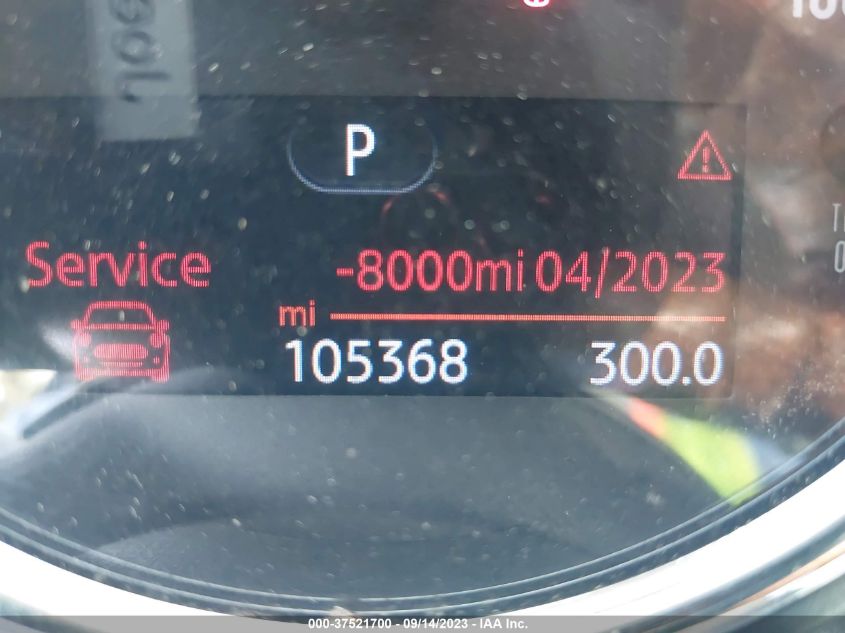 P
Service
-8000mi 04/2023
mi
105368 300.0
000-37521700 - 09/14/2023 - IAA Inc.